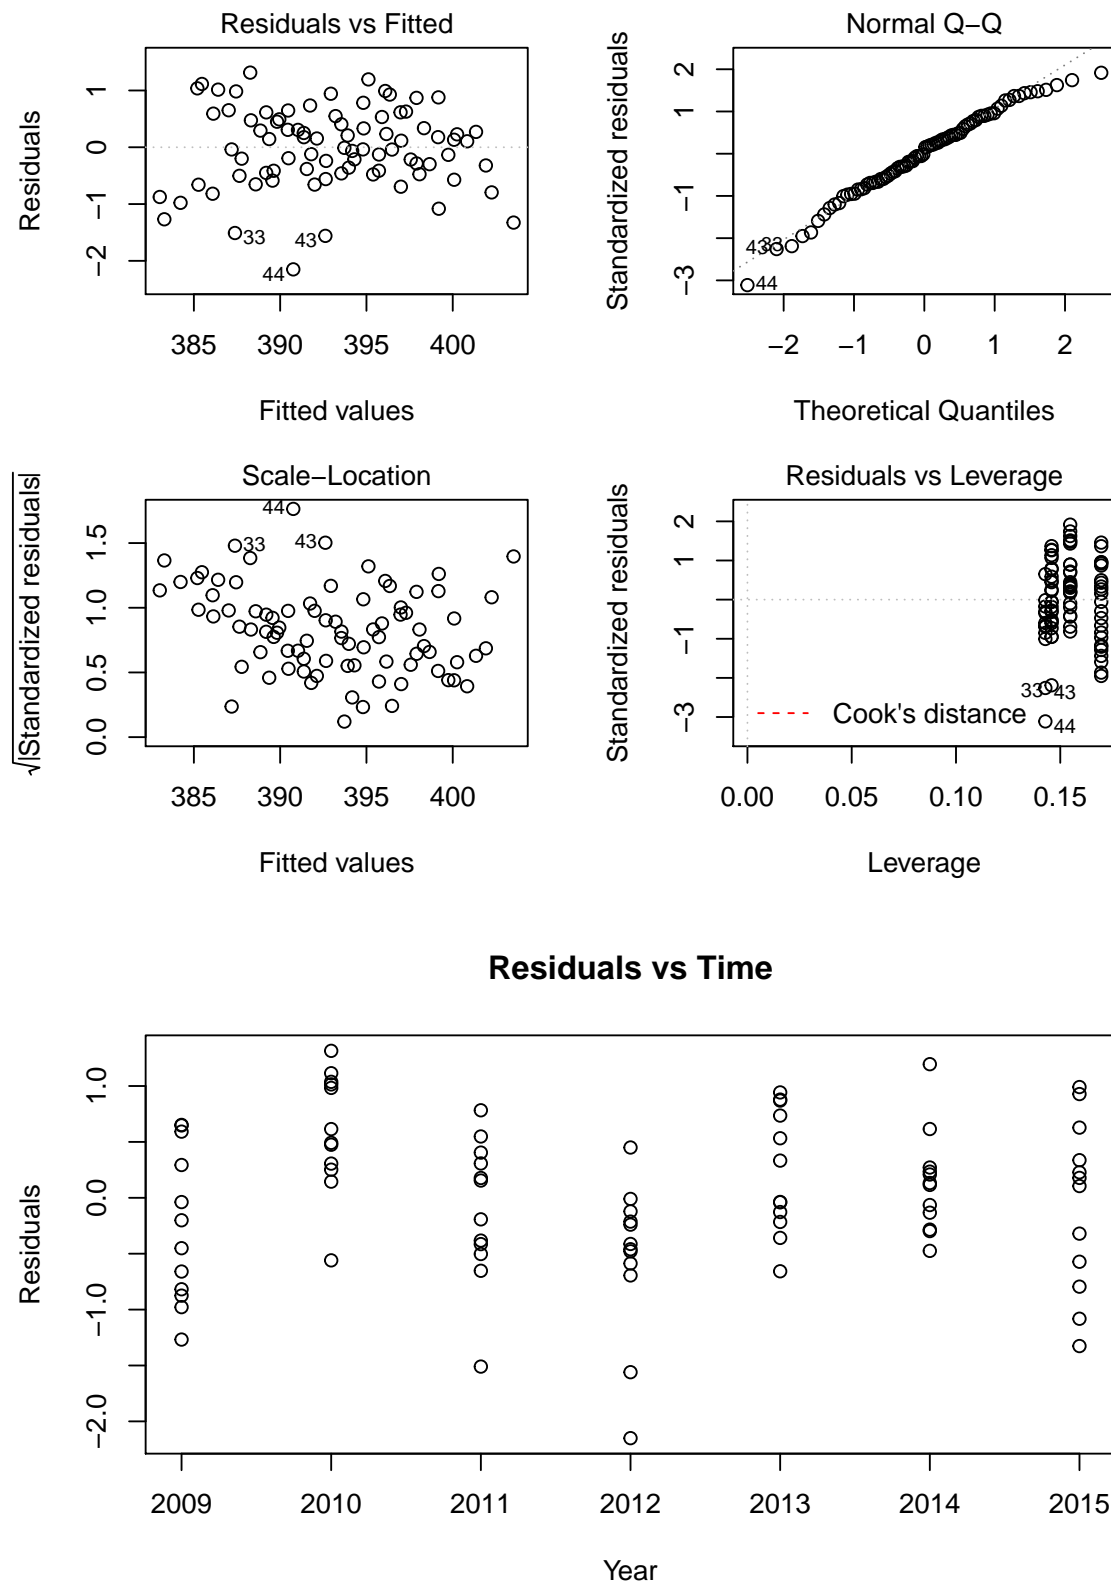 Residuals vs Fitted
Residuals
1
0
−1
−2
33
43
44
385 390 395 400
Fitted values
Normal Q−Q
Standardized residuals
2
1
−1
−3
43 33
44
−2 −1 0 1 2
Theoretical Quantiles
Scale−Location
√|Standardized residuals|
1.5
1.0
0.5
0.0
44
33
43
385 390 395 400
Fitted values
Residuals vs Leverage
Standardized residuals
2
1
−1
−3
33 43
44
Cook's distance
0.00 0.05 0.10 0.15
Leverage
Residuals vs Time
Residuals
1.0
0.0
−1.0
−2.0
2009 2010 2011 2012 2013 2014 2015
Year